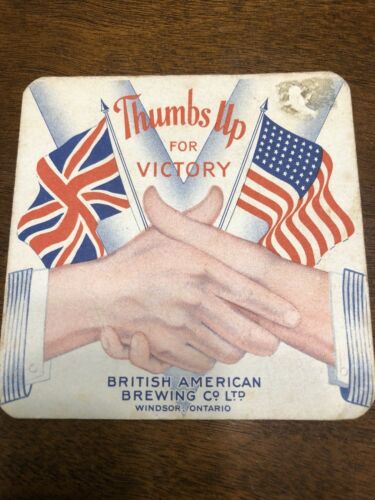 Thumbs Up
FOR
VICTORY
BRITISH AMERICAN
BREWING Co LTD
WINDSOR, ONTARIO